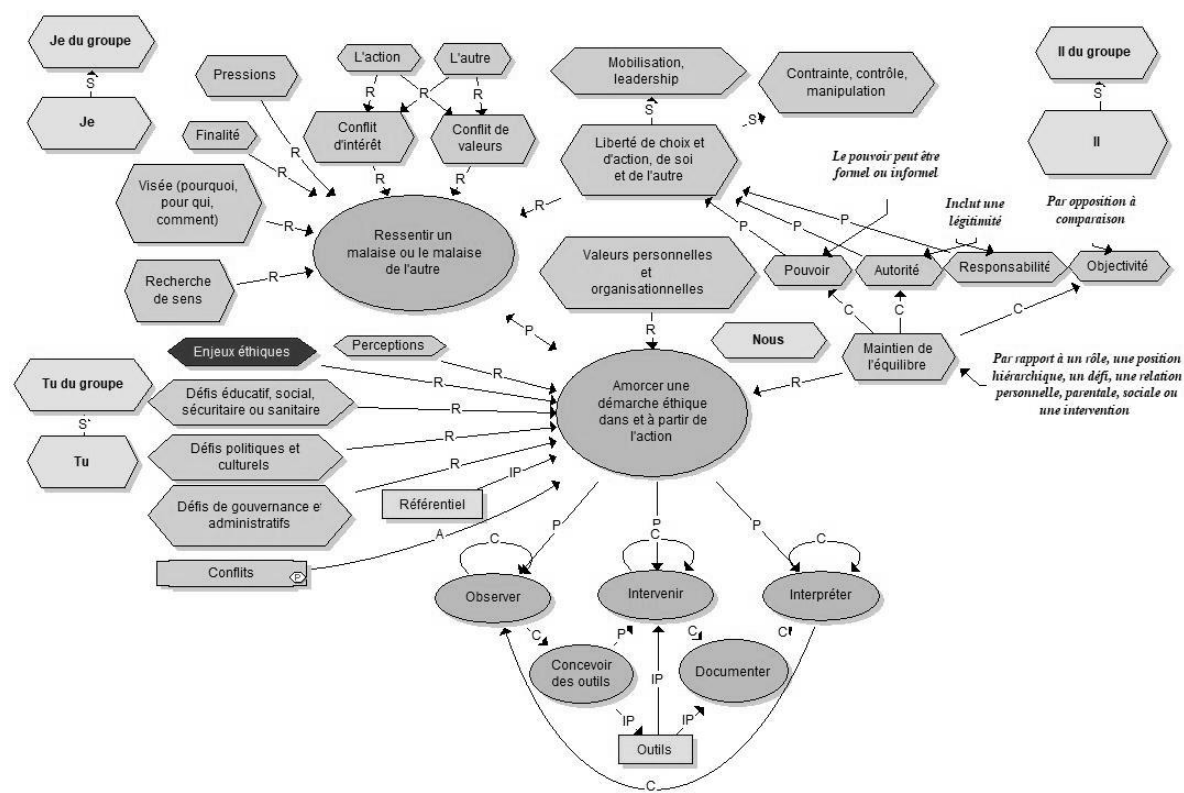 Je du groupe
S
Je
Pressions
R
Finalité
R
Visée (pourquoi,
pour qui,
comment)
R
Recherche
de sens
R
L'action
L'autre
R
R
R
Conflit
d'intérêt
Conflit de
valeurs
R
R
Ressentir un
malaise ou le malaise
de l'autre
Mobilisation,
leadership
S
Contrainte, contrôle,
manipulation
S
Liberté de choix et
d'action, de soi
et de l'autre
R
Il du groupe
S
Il
Le pouvoir peut être
formel ou informel
Inclut une
légitimité
Par opposition à
comparaison
P
P
P
Pouvoir
Autorité
Responsabilité
Objectivité
C
C
C
Maintien de
l'équilibre
R
Par rapport à un rôle, une position
hiérarchique, un défi, une relation
personnelle, parentale, sociale ou
une intervention
Valeurs personnelles
et
organisationnelles
R
Nous
P
Tu du groupe
S
Tu
Enjeux éthiques
R
Perceptions
R
Défis éducatif, social,
sécuritaire ou sanitaire
R
Défis politiques et
culturels
R
Défis de gouvernance et
administratifs
R
Référentiel
IP
Conflits
P
A
Amorcer une
démarche éthique
dans et à partir de
l'action
P
P
P
C
C
C
Observer
Intervenir
Interpréter
C
P
C
C
Concevoir
des outils
Documenter
IP
IP
IP
Outils
C